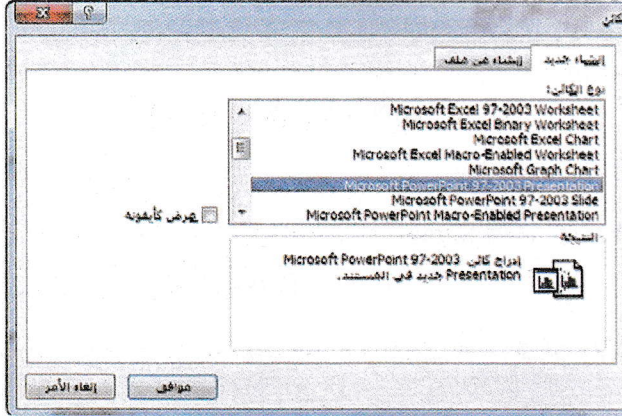 كائن
إنشاء جديد
إنشاء من ملف
نوع الكائن:
Microsoft Excel 97-2003 Worksheet
Microsoft Excel Binary Worksheet
Microsoft Excel Chart
Microsoft Excel Macro-Enabled Worksheet
Microsoft Graph Chart
Microsoft PowerPoint 97-2003 Presentation
Microsoft PowerPoint 97-2003 Slide
Microsoft PowerPoint Macro-Enabled Presentation
عرض كأيقونه
النتيجة
إدراج كائن Microsoft PowerPoint 97-2003
Presentation جديد في المستند.
موافق
إلغاء الأمر